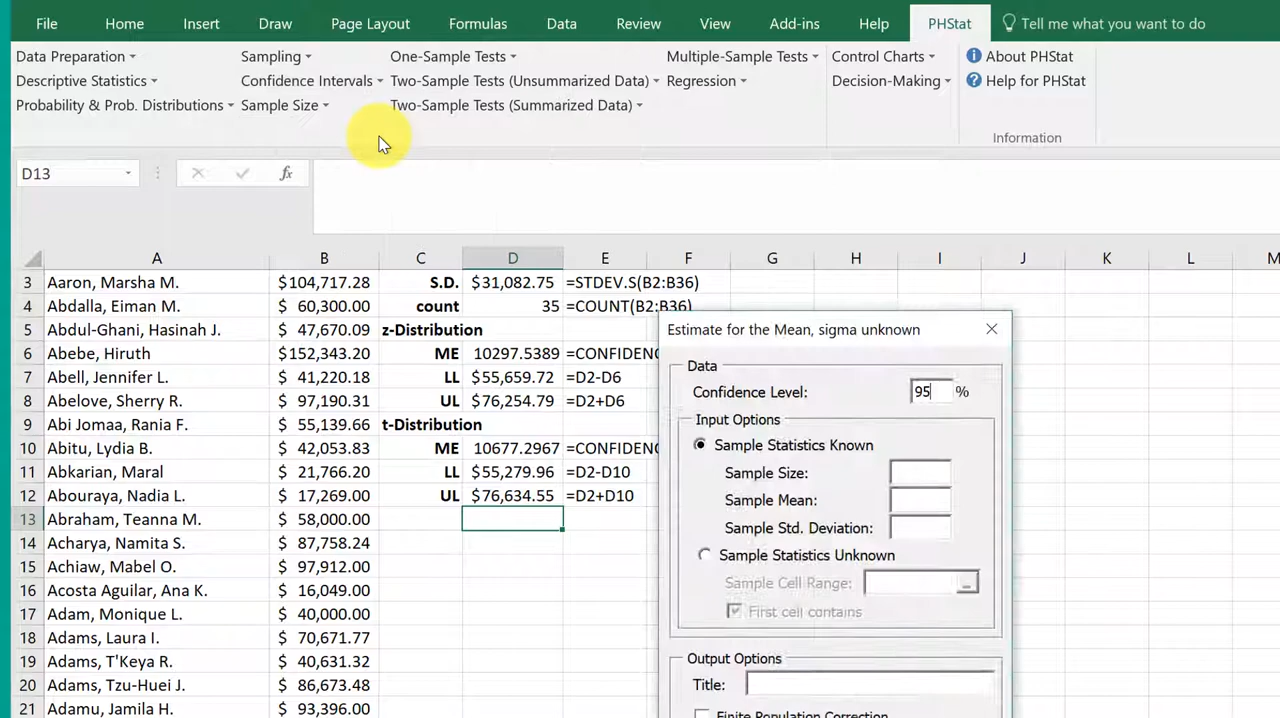 File Home Insert Draw Page Layout Formulas Data Review View Add-ins Help PHStat Tell me what you want to do
Data Preparation Sampling One-Sample Tests Multiple-Sample Tests Control Charts About PHStat
Descriptive Statistics Confidence Intervals Two-Sample Tests (Unsummarized Data) Regression Decision-Making Help for PHStat
Probability & Prob. Distributions Sample Size Two-Sample Tests (Summarized Data)
Information
D13 fx
A B C D E F G H I J K L M
3 Aaron, Marsha M. $104,717.28 S.D. $31,082.75 =STDEV.S(B2:B36)
4 Abdalla, Eiman M. $ 60,300.00 count 35 =COUNT(B2:B36)
5 Abdul-Ghani, Hasinah J. $ 47,670.09 z-Distribution
6 Abebe, Hiruth $152,343.20 ME 10297.5389 =CONFIDENC
7 Abell, Jennifer L. $ 41,220.18 LL $55,659.72 =D2-D6
8 Abelove, Sherry R. $ 97,190.31 UL $76,254.79 =D2+D6
9 Abi Jomaa, Rania F. $ 55,139.66 t-Distribution
10 Abitu, Lydia B. $ 42,053.83 ME 10677.2967 =CONFIDENC
11 Abkarian, Maral $ 21,766.20 LL $55,279.96 =D2-D10
12 Abouraya, Nadia L. $ 17,269.00 UL $76,634.55 =D2+D10
13 Abraham, Teanna M. $ 58,000.00
14 Acharya, Namita S. $ 87,758.24
15 Achiaw, Mabel O. $ 97,912.00
16 Acosta Aguilar, Ana K. $ 16,049.00
17 Adam, Monique L. $ 40,000.00
18 Adams, Laura I. $ 70,671.77
19 Adams, T'Keya R. $ 40,631.32
20 Adams, Tzu-Huei J. $ 86,673.48
21 Adamu, Jamila H. $ 93,396.00
Estimate for the Mean, sigma unknown
Data
Confidence Level: 95 %
Input Options
Sample Statistics Known
Sample Size:
Sample Mean:
Sample Std. Deviation:
Sample Statistics Unknown
Sample Cell Range:
First cell contains
Output Options
Title:
Finite Population Correction